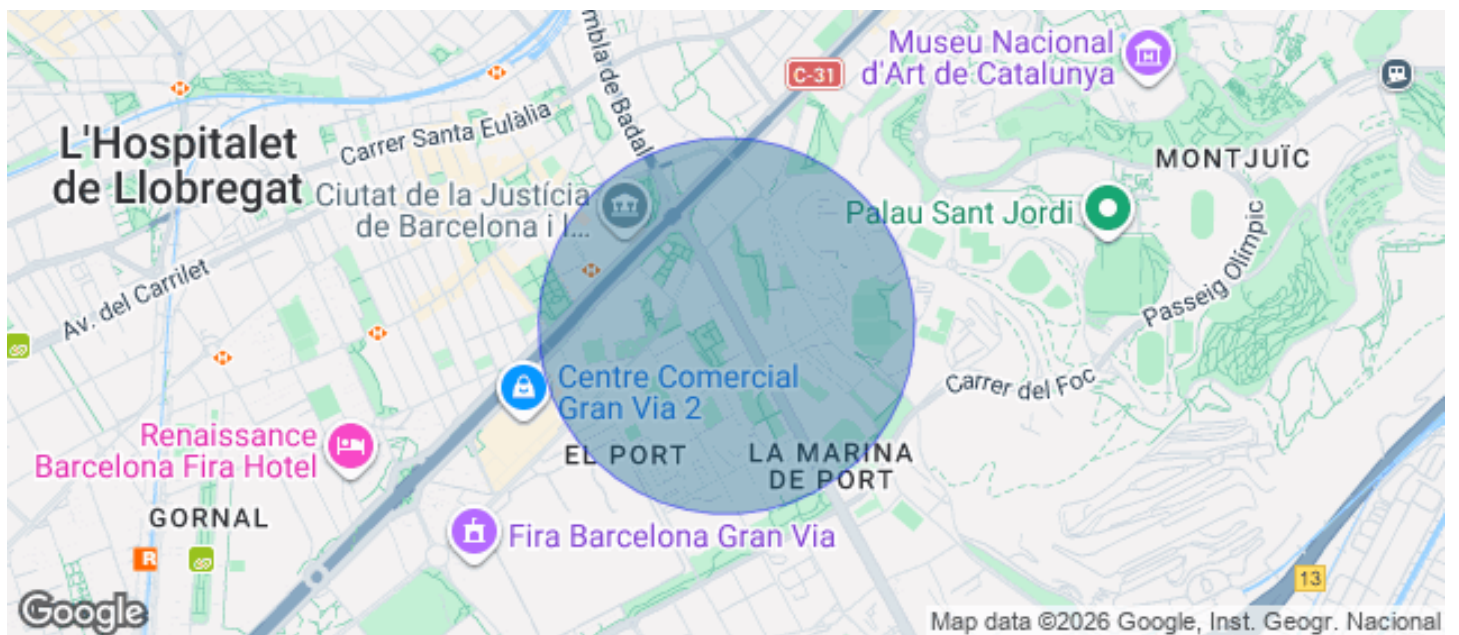 Museu Nacional
d'Art de Catalunya
C-31
mbla de Badal
Carrer Santa Eulàlia
L'Hospitalet
de Llobregat
MONTJUÏC
Ciutat de la Justícia
de Barcelona i l...
Palau Sant Jordi
Passeig Olímpic
Av. del Carrilet
Centre Comercial
Gran Via 2
Carrer del Foc
Renaissance
Barcelona Fira Hotel
EL PORT
LA MARINA
DE PORT
GORNAL
Fira Barcelona Gran Via
R
13
Google
Map data ©2026 Google, Inst. Geogr. Nacional